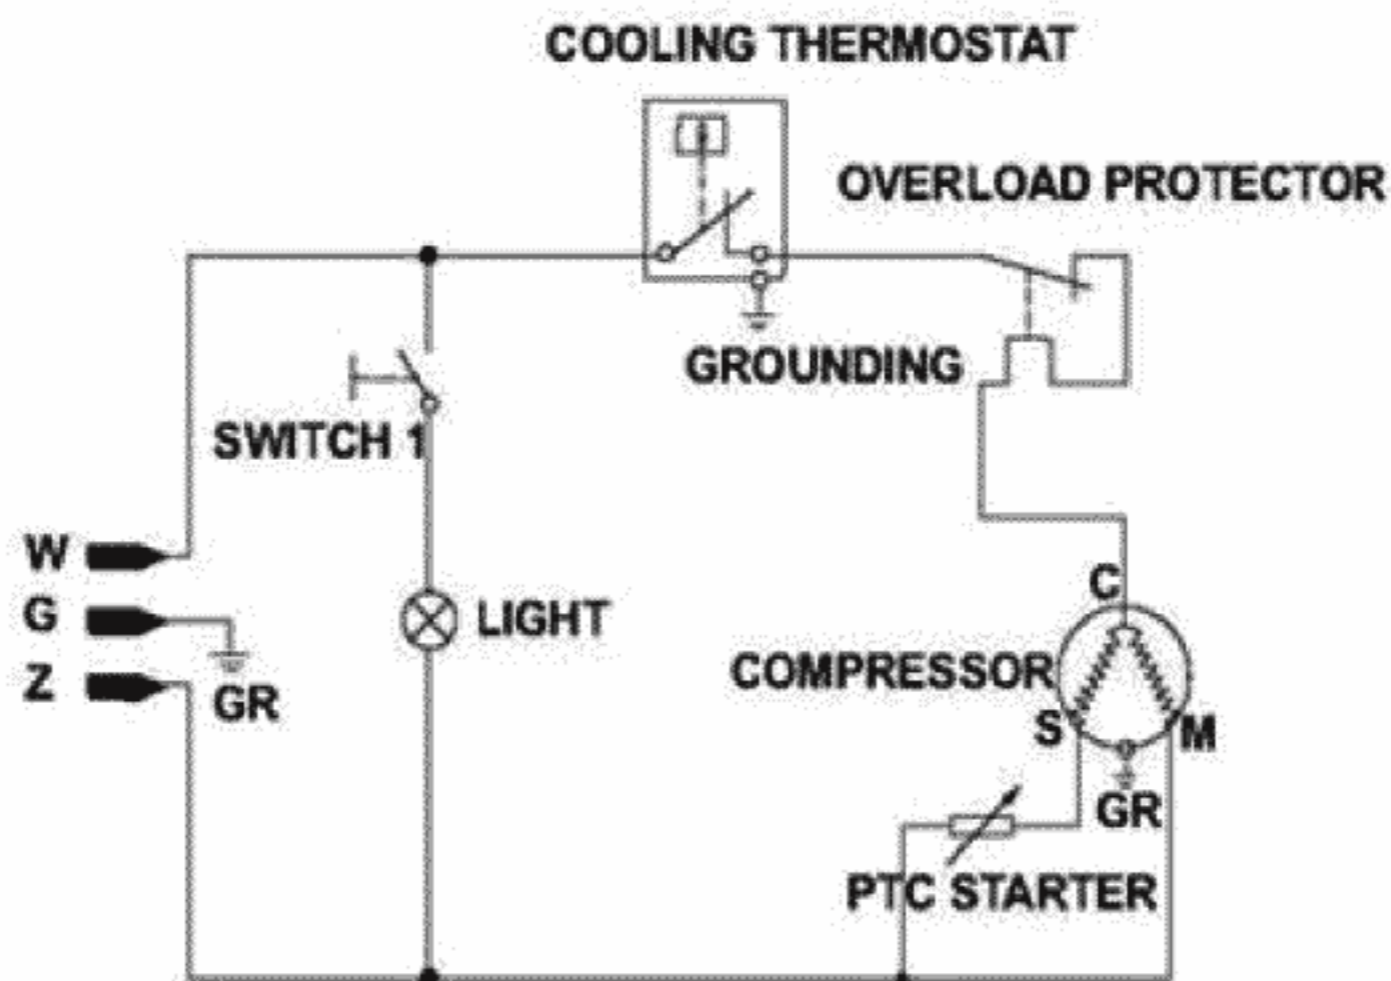 COOLING THERMOSTAT
OVERLOAD PROTECTOR
GROUNDING
SWITCH 1
W
G
Z
GR
LIGHT
C
COMPRESSOR
S
M
GR
PTC STARTER